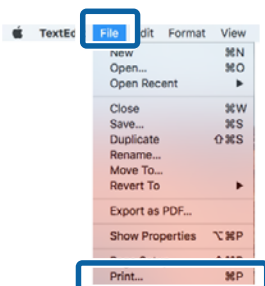 TextEd File dit Format View
New ⌘N
Open... ⌘O
Open Recent ▶
Close ⌘W
Save... ⌘S
Duplicate ⇧⌘S
Rename...
Move To...
Revert To ▶
Export as PDF...
Show Properties ⌥⌘P
Print... ⌘P